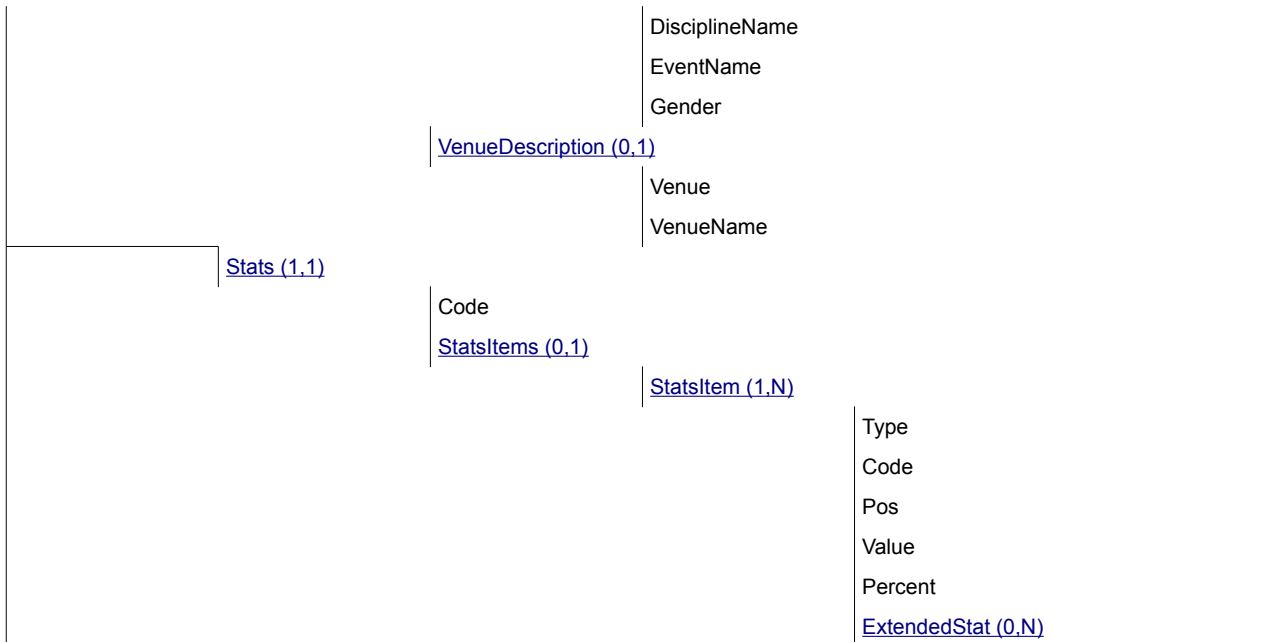 DisciplineName
EventName
Gender
VenueDescription (0,1)
Venue
VenueName
Stats (1,1)
Code
StatsItems (0,1)
StatsItem (1,N)
Type
Code
Pos
Value
Percent
ExtendedStat (0,N)